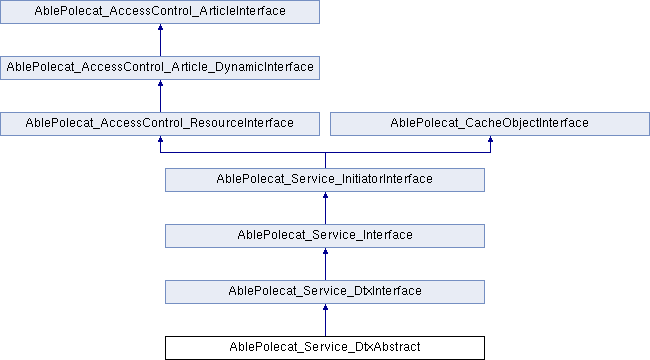 AblePolecat_AccessControl_ArticleInterface
AblePolecat_AccessControl_Article_DynamicInterface
AblePolecat_AccessControl_ResourceInterface
AblePolecat_CacheObjectInterface
AblePolecat_Service_InitiatorInterface
AblePolecat_Service_Interface
AblePolecat_Service_DtxInterface
AblePolecat_Service_DtxAbstract